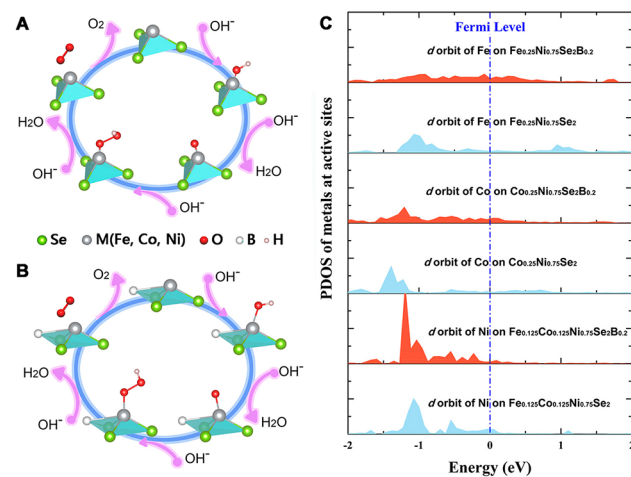 A
O2
OH⁻
H2O
OH⁻
OH⁻
H2O
OH⁻
Se M(Fe, Co, Ni) O B H
B
O2
OH⁻
H2O
OH⁻
OH⁻
H2O
OH⁻
C
Fermi Level
d orbit of Fe on Fe0.25Ni0.75Se2B0.2
d orbit of Fe on Fe0.25Ni0.75Se2
d orbit of Co on Co0.25Ni0.75Se2B0.2
d orbit of Co on Co0.25Ni0.75Se2
d orbit of Ni on Fe0.125Co0.125Ni0.75Se2B0.2
d orbit of Ni on Fe0.125Co0.125Ni0.75Se2
PDOS of metals at active sites
-2 -1 0 1 2
Energy (eV)